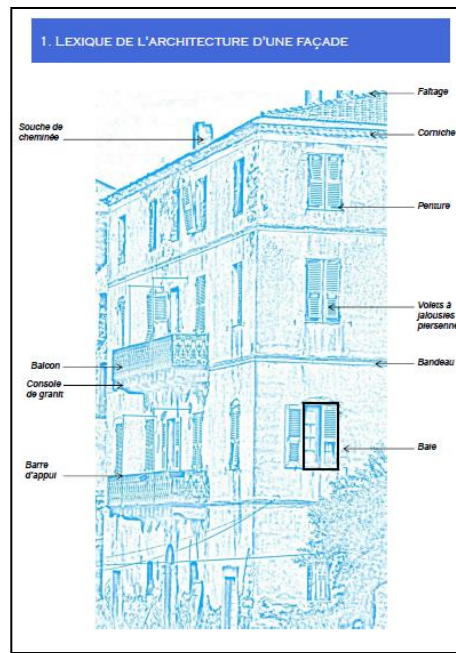 1. LEXIQUE DE L'ARCHITECTURE D'UNE FAÇADE
Faîtage
Souche de
cheminée
Corniche
Penture
Volets à
jalousies
piersenne
Balcon
Bandeau
Console
de granit
Baie
Barre
d'appui